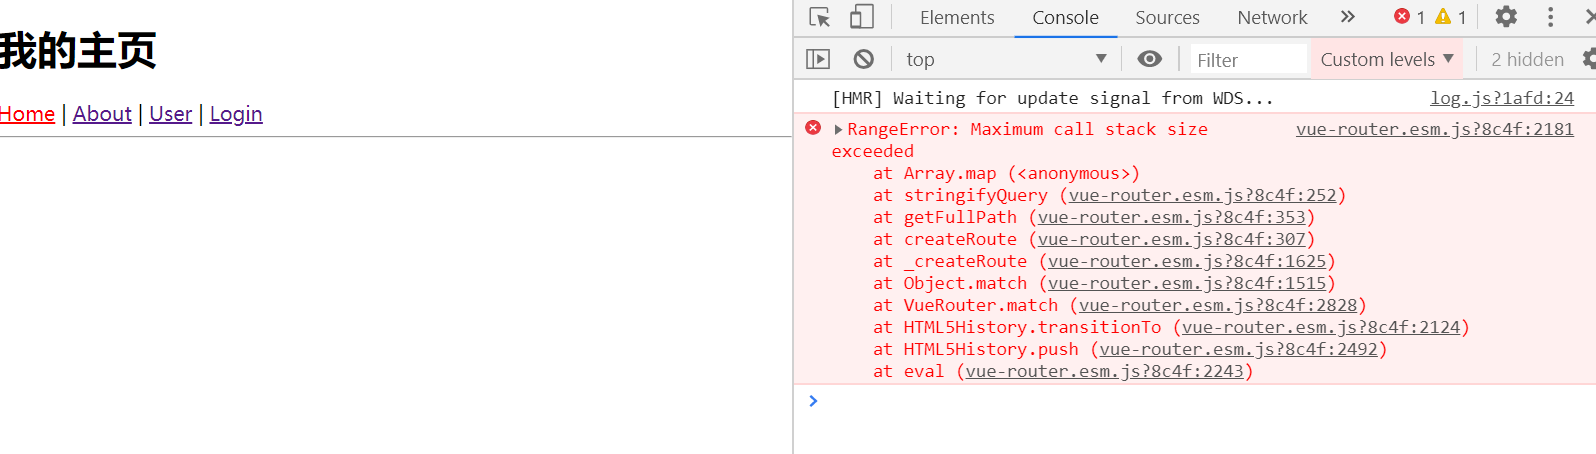 我的主页
Home | About | User | Login
Elements Console Sources Network 1 1
top Filter Custom levels 2 hidden
[HMR] Waiting for update signal from WDS... log.js?1afd:24
RangeError: Maximum call stack size vue-router.esm.js?8c4f:2181
exceeded
at Array.map (<anonymous>)
at stringifyQuery (vue-router.esm.js?8c4f:252)
at getFullPath (vue-router.esm.js?8c4f:353)
at createRoute (vue-router.esm.js?8c4f:307)
at _createRoute (vue-router.esm.js?8c4f:1625)
at Object.match (vue-router.esm.js?8c4f:1515)
at VueRouter.match (vue-router.esm.js?8c4f:2828)
at HTML5History.transitionTo (vue-router.esm.js?8c4f:2124)
at HTML5History.push (vue-router.esm.js?8c4f:2492)
at eval (vue-router.esm.js?8c4f:2243)